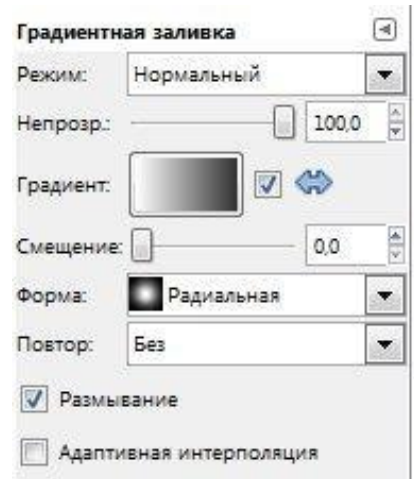 Градиентная заливка
Режим: Нормальный
Непрозр.: 100,0
Градиент:
Смещение: 0,0
Форма: Радиальная
Повтор: Без
Размывание
Адаптивная интерполяция